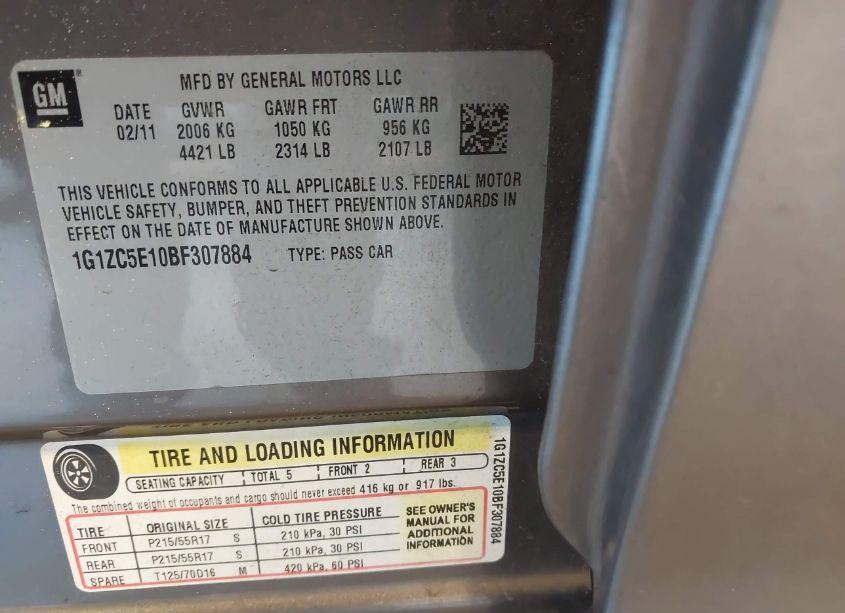 GM
MFD BY GENERAL MOTORS LLC
DATE GVWR GAWR FRT GAWR RR
02/11 2006 KG 1050 KG 956 KG
4421 LB 2314 LB 2107 LB
THIS VEHICLE CONFORMS TO ALL APPLICABLE U.S. FEDERAL MOTOR
VEHICLE SAFETY, BUMPER, AND THEFT PREVENTION STANDARDS IN
EFFECT ON THE DATE OF MANUFACTURE SHOWN ABOVE.
1G1ZC5E10BF307884 TYPE: PASS CAR
TIRE AND LOADING INFORMATION
SEATING CAPACITY TOTAL 5 FRONT 2 REAR 3
The combined weight of occupants and cargo should never exceed 416 kg or 917 lbs.
TIRE ORIGINAL SIZE COLD TIRE PRESSURE
FRONT P215/55R17 S 210 kPa, 30 PSI
REAR P215/55R17 S 210 kPa, 30 PSI
SPARE T125/70D16 M 420 kPa, 60 PSI
SEE OWNER'S
MANUAL FOR
ADDITIONAL
INFORMATION
1G1ZC5E10BF307884